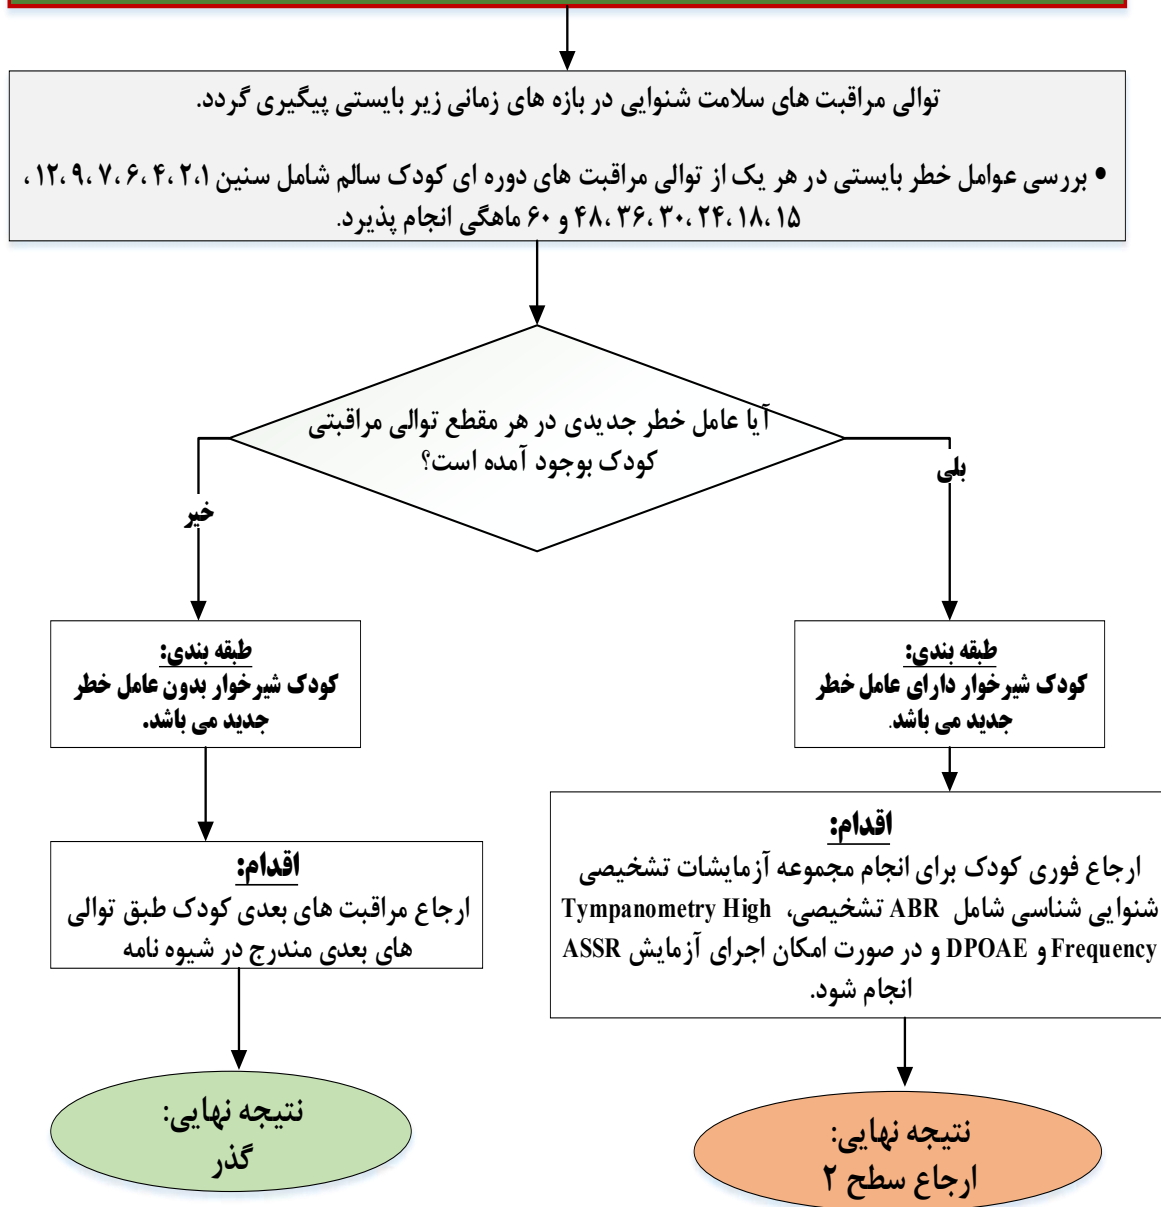 توالی مراقبت های سلامت شنوایی در بازه های زمانی زیر بایستی پیگیری گردد.
• بررسی عوامل خطر بایستی در هر یک از توالی مراقبت های دوره ای کودک سالم شامل سنین ۱،۲، ۴، ۶، ۷، ۹، ۱۲،
۱۵، ۱۸، ۲۴، ۳۰، ۳۶، ۴۸ و ۶۰ ماهگی انجام پذیرد.
آیا عامل خطر جدیدی در هر مقطع توالی مراقبتی
کودک بوجود آمده است؟
بلی
خیر
طبقه بندی:
کودک شیرخوار دارای عامل خطر
جدید می باشد.
طبقه بندی:
کودک شیرخوار بدون عامل خطر
جدید می باشد.
اقدام:
ارجاع فوری کودک برای انجام مجموعه آزمایشات تشخیصی
شنوایی شناسی شامل ABR تشخیصی، Tympanometry High
Frequency و DPOAE و در صورت امکان اجرای آزمایش ASSR
انجام شود.
اقدام:
ارجاع مراقبت های بعدی کودک طبق توالی
های بعدی مندرج در شیوه نامه
نتیجه نهایی:
ارجاع سطح ۲
نتیجه نهایی:
گذر